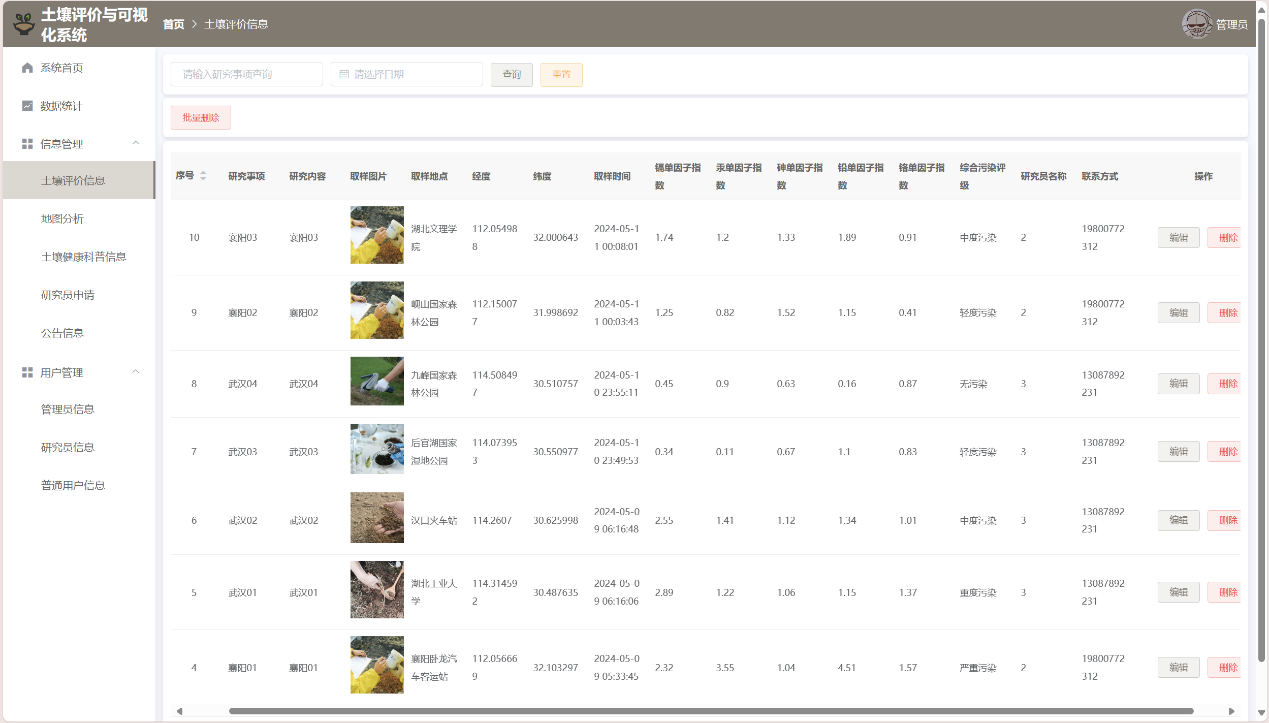 土壤评价与可视
化系统
首页 > 土壤评价信息
管理员
系统首页
数据统计
信息管理
土壤评价信息
地图分析
土壤健康科普信息
研究员申请
公告信息
用户管理
管理员信息
研究员信息
普通用户信息
请输入研究事项查询 请选择日期 查询 重置
批量删除
序号 研究事项 研究内容 取样图片 取样地点 经度 纬度 取样时间 镉单因子指数 汞单因子指数 砷单因子指数 铅单因子指数 铬单因子指数 综合污染评级 研究员名称 联系方式 操作
10 襄阳03 襄阳03 湖北文理学院 112.054988 32.000643 2024-05-11 00:08:01 1.74 1.2 1.33 1.89 0.91 中度污染 2 19800772312 编辑 删除
9 襄阳02 襄阳02 岘山国家森林公园 112.150077 31.998692 2024-05-11 00:03:43 1.25 0.82 1.52 1.15 0.41 轻度污染 2 19800772312 编辑 删除
8 武汉04 武汉04 九峰国家森林公园 114.508497 30.510757 2024-05-10 23:55:11 0.45 0.9 0.63 0.16 0.87 无污染 3 13087892231 编辑 删除
7 武汉03 武汉03 后官湖国家湿地公园 114.073953 30.550977 2024-05-10 23:49:53 0.34 0.11 0.67 1.1 0.83 轻度污染 3 13087892231 编辑 删除
6 武汉02 武汉02 汉口火车站 114.2607 30.625998 2024-05-09 06:16:48 2.55 1.41 1.12 1.34 1.01 中度污染 3 13087892231 编辑 删除
5 武汉01 武汉01 湖北工业大学 114.314592 30.487635 2024-05-09 06:16:06 2.89 1.22 1.06 1.15 1.37 重度污染 3 13087892231 编辑 删除
4 襄阳01 襄阳01 襄阳卧龙汽车客运站 112.056669 32.103297 2024-05-09 05:33:45 2.32 3.55 1.04 4.51 1.57 严重污染 2 19800772312 编辑 删除